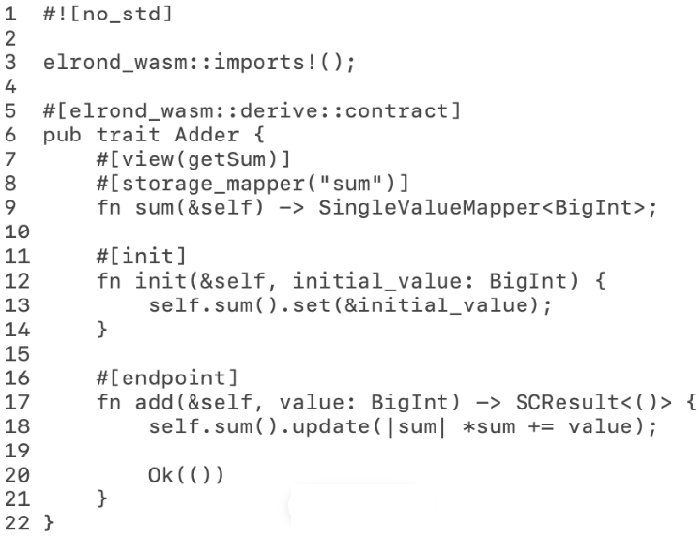 1 #![no_std]
2
3 elrond_wasm::imports!();
4
5 #[elrond_wasm::derive::contract]
6 pub trait Adder {
7     #[view(getSum)]
8     #[storage_mapper("sum")]
9     fn sum(&self) -> SingleValueMapper<BigInt>;
10
11     #[init]
12     fn init(&self, initial_value: BigInt) {
13         self.sum().set(&initial_value);
14     }
15
16     #[endpoint]
17     fn add(&self, value: BigInt) -> SCResult<()> {
18         self.sum().update(|sum| *sum += value);
19
20         Ok(())
21     }
22 }